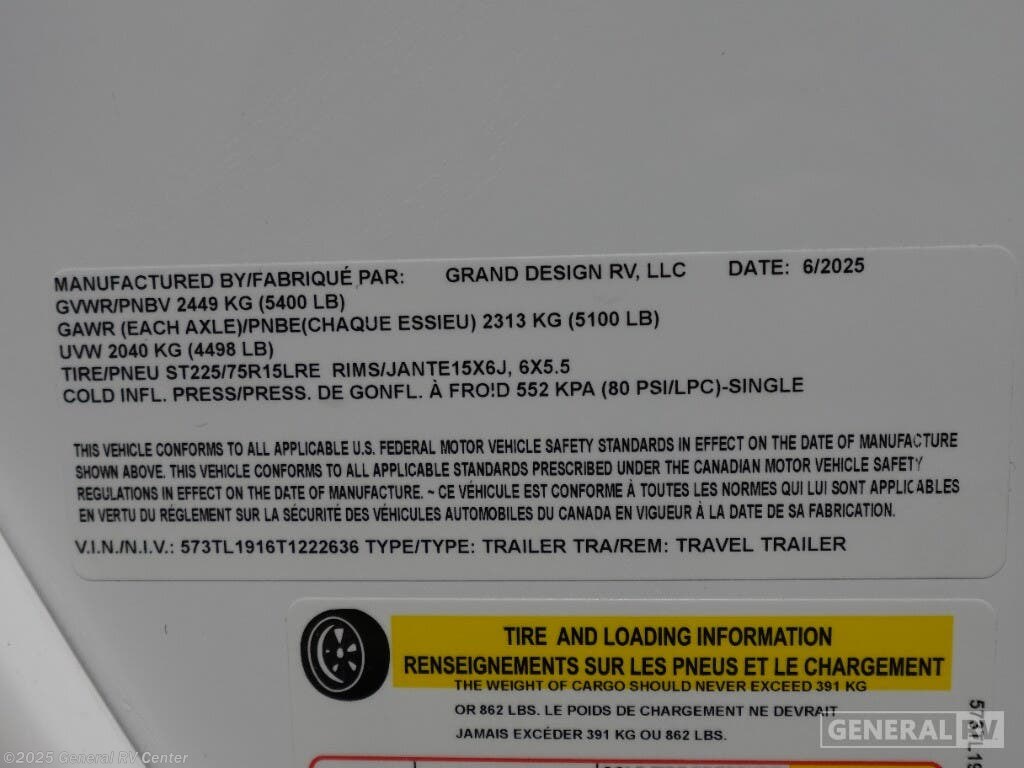 MANUFACTURED BY/FABRIQUÉ PAR: GRAND DESIGN RV, LLC DATE: 6/2025
GVWR/PNBV 2449 KG (5400 LB)
GAWR (EACH AXLE)/PNBE(CHAQUE ESSIEU) 2313 KG (5100 LB)
UVW 2040 KG (4498 LB)
TIRE/PNEU ST225/75R15LRE RIMS/JANTE15X6J, 6X5.5
COLD INFL. PRESS/PRESS. DE GONFL. À FROID 552 KPA (80 PSI/LPC)-SINGLE
THIS VEHICLE CONFORMS TO ALL APPLICABLE U.S. FEDERAL MOTOR VEHICLE SAFETY STANDARDS IN EFFECT ON THE DATE OF MANUFACTURE
SHOWN ABOVE. THIS VEHICLE CONFORMS TO ALL APPLICABLE STANDARDS PRESCRIBED UNDER THE CANADIAN MOTOR VEHICLE SAFETY
REGULATIONS IN EFFECT ON THE DATE OF MANUFACTURE. ~ CE VÉHICULE EST CONFORME À TOUTES LES NORMES QUI LUI SONT APPLICABLES
EN VERTU DU RÉGLEMENT SUR LA SÉCURITÉ DES VÉHICULES AUTOMOBILES DU CANADA EN VIGUEUR À LA DATE DE SA FABRICATION.
V.I.N./N.I.V.: 573TL1916T1222636 TYPE/TYPE: TRAILER TRA/REM: TRAVEL TRAILER
TIRE AND LOADING INFORMATION
RENSEIGNEMENTS SUR LES PNEUS ET LE CHARGEMENT
THE WEIGHT OF CARGO SHOULD NEVER EXCEED 391 KG
OR 862 LBS. LE POIDS DE CHARGEMENT NE DEVRAIT
JAMAIS EXCÉDER 391 KG OU 862 LBS.
573TL19
GENERAL RV
©2025 General RV Center